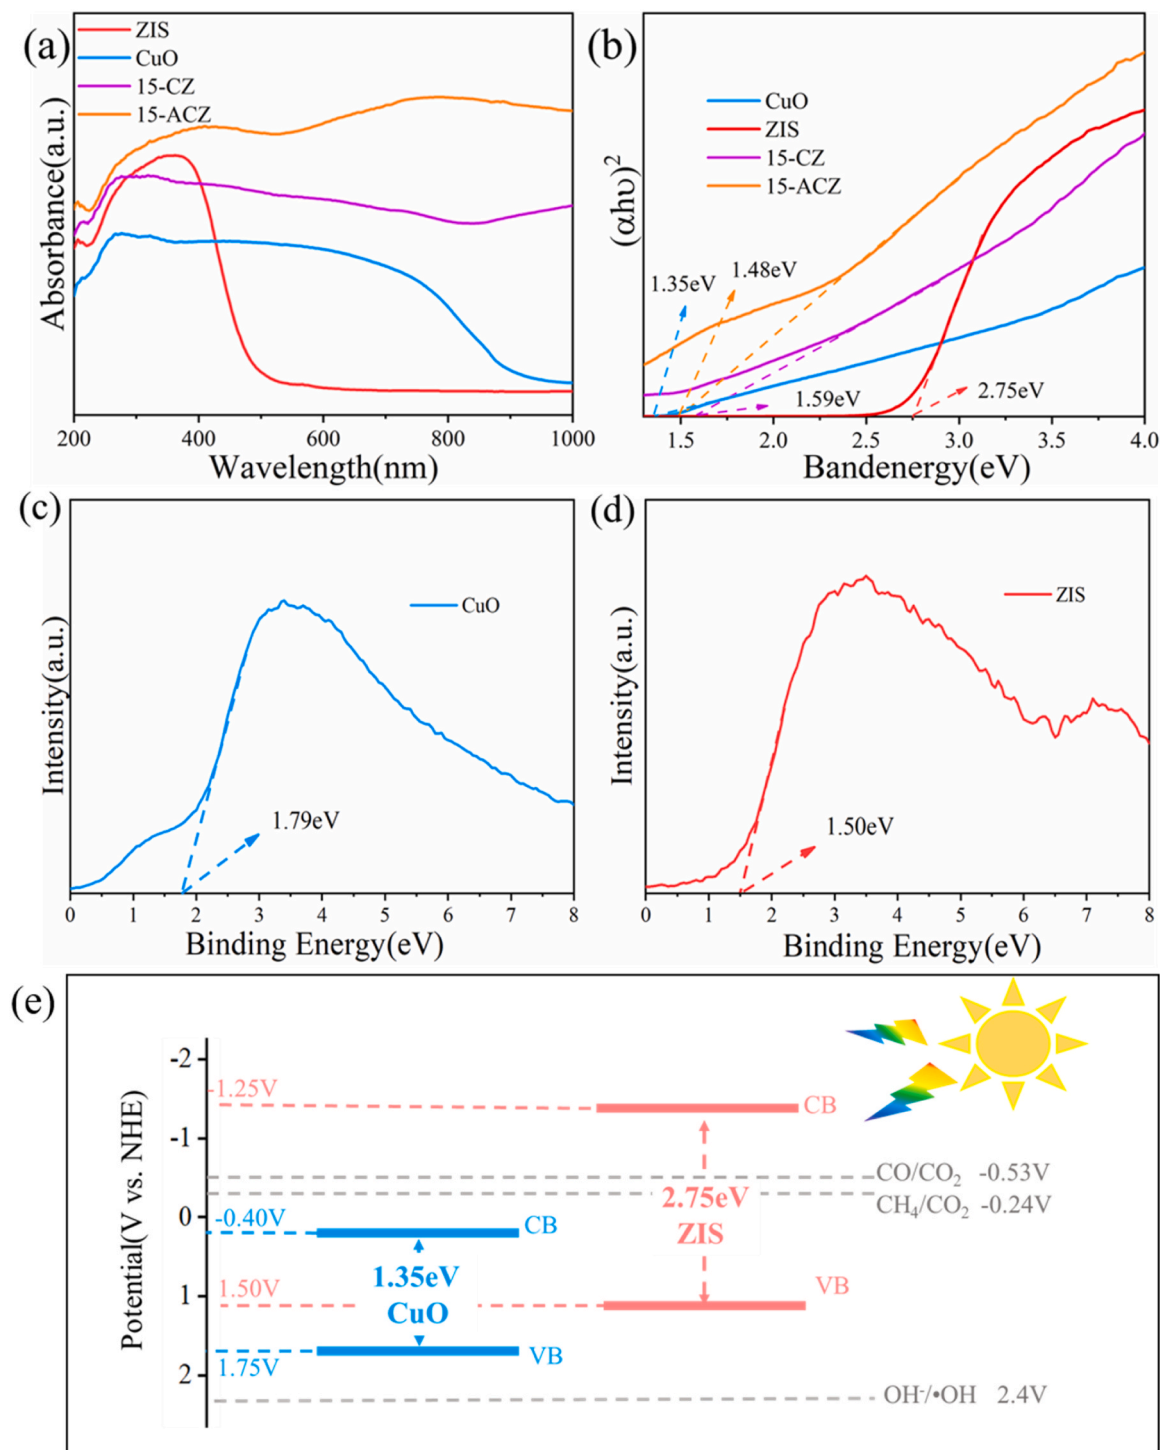 (a)
ZIS
CuO
15-CZ
15-ACZ
Absorbance(a.u.)
200 400 600 800 1000
Wavelength(nm)
(b)
CuO
ZIS
15-CZ
15-ACZ
(αhυ)²
1.35eV
1.48eV
1.59eV
2.75eV
1.5 2.0 2.5 3.0 3.5 4.0
Bandenergy(eV)
(c)
CuO
Intensity(a.u.)
1.79eV
0 1 2 3 4 5 6 7 8
Binding Energy(eV)
(d)
ZIS
Intensity(a.u.)
1.50eV
0 1 2 3 4 5 6 7 8
Binding Energy(eV)
(e)
Potential(V vs. NHE)
-2
-1
0
1
2
-1.25V
CB
CO/CO₂ -0.53V
CH₄/CO₂ -0.24V
2.75eV
ZIS
-0.40V
CB
1.35eV
CuO
1.50V
VB
1.75V
VB
OH⁻/•OH 2.4V